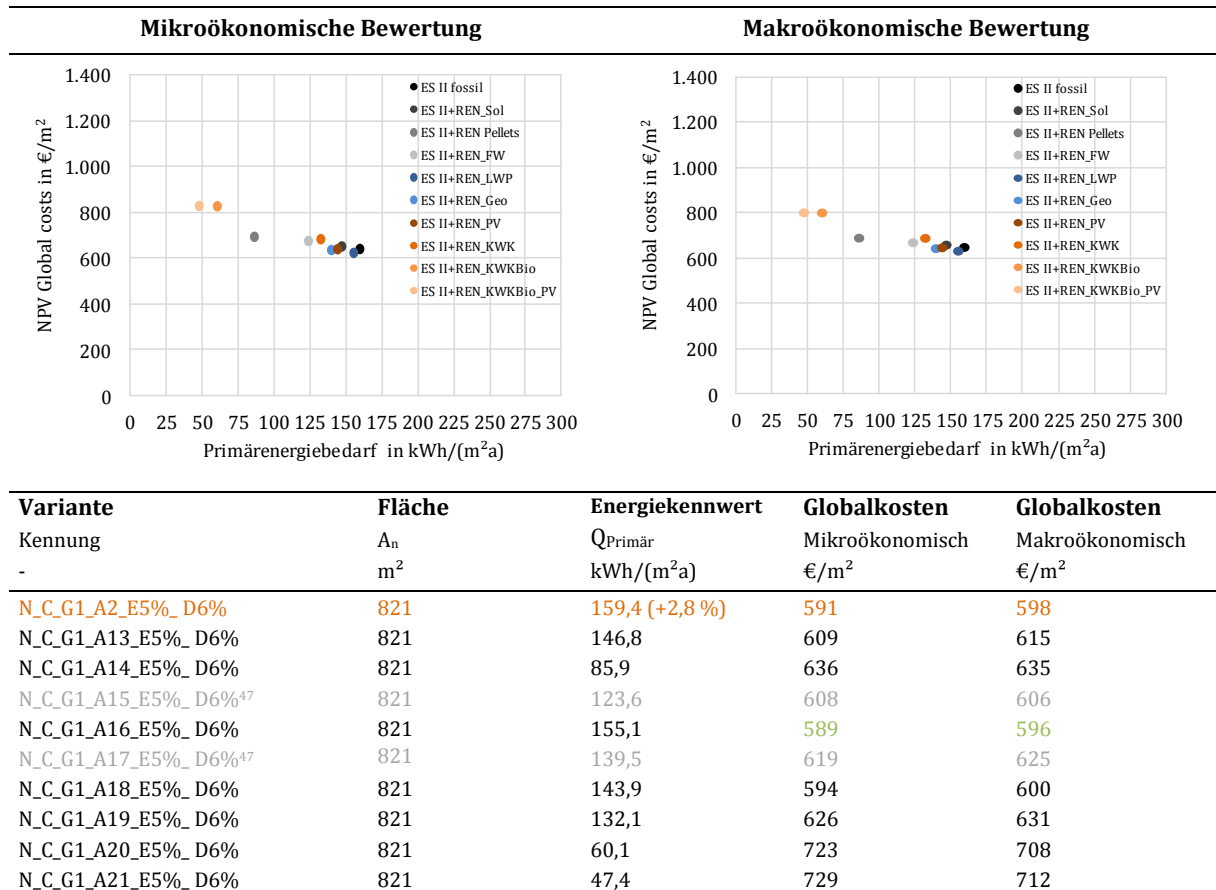 Mikroökonomische Bewertung
Makroökonomische Bewertung
NPV Global costs in €/m²
1.400
1.200
1.000
800
600
400
200
0
0 25 50 75 100 125 150 175 200 225 250 275 300
Primärenergiebedarf in kWh/(m²a)
ES II fossil
ES II+REN_Sol
ES II+REN Pellets
ES II+REN_FW
ES II+REN_LWP
ES II+REN_Geo
ES II+REN_PV
ES II+REN_KWK
ES II+REN_KWKBio
ES II+REN_KWKBio_PV
NPV Global costs in €/m²
1.400
1.200
1.000
800
600
400
200
0
0 25 50 75 100 125 150 175 200 225 250 275 300
Primärenergiebedarf in kWh/(m²a)
ES II fossil
ES II+REN_Sol
ES II+REN Pellets
ES II+REN_FW
ES II+REN_LWP
ES II+REN_Geo
ES II+REN_PV
ES II+REN_KWK
ES II+REN_KWKBio
ES II+REN_KWKBio_PV
Variante Fläche Energiekennwert Globalkosten Globalkosten
Kennung Aₙ Q Primär Mikroökonomisch Makroökonomisch
- m² kWh/(m²a) €/m² €/m²
N_C_G1_A2_E5%_ D6% 821 159,4 (+2,8 %) 591 598
N_C_G1_A13_E5%_ D6% 821 146,8 609 615
N_C_G1_A14_E5%_ D6% 821 85,9 636 635
N_C_G1_A15_E5%_ D6%⁴⁷ 821 123,6 608 606
N_C_G1_A16_E5%_ D6% 821 155,1 589 596
N_C_G1_A17_E5%_ D6%⁴⁷ 821 139,5 619 625
N_C_G1_A18_E5%_ D6% 821 143,9 594 600
N_C_G1_A19_E5%_ D6% 821 132,1 626 631
N_C_G1_A20_E5%_ D6% 821 60,1 723 708
N_C_G1_A21_E5%_ D6% 821 47,4 729 712